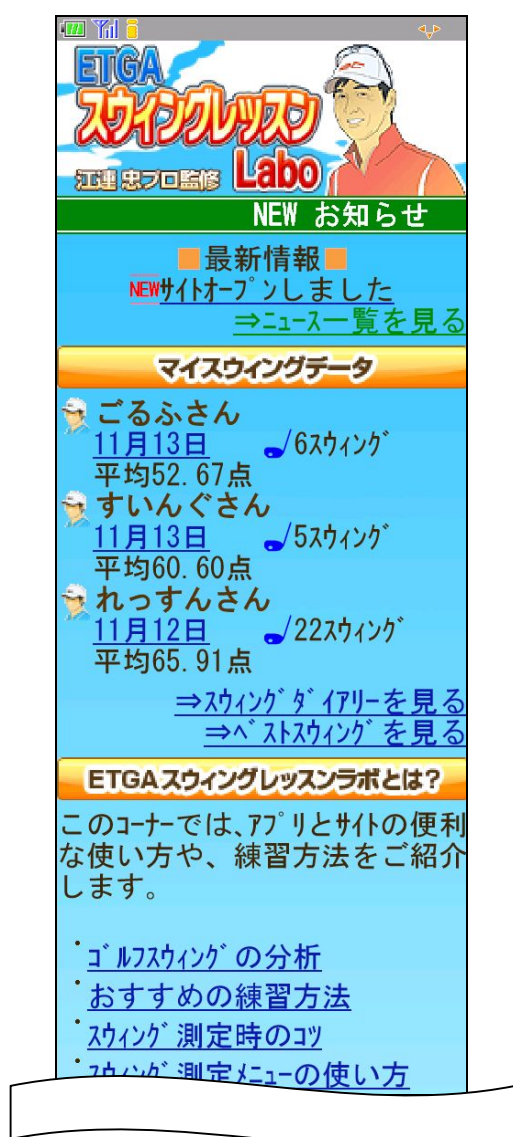 ETGA
スウィングレッスン
江連 忠プロ監修 Labo
NEW お知らせ
■最新情報■
NEWサイトオープンしました
⇒ニュース一覧を見る
マイスウィングデータ
ごるふさん
11月13日 6スウィング
平均52.67点
すいんぐさん
11月13日 5スウィング
平均60.60点
れっすんさん
11月12日 22スウィング
平均65.91点
⇒スウィングダイアリーを見る
⇒ベストスウィングを見る
ETGAスウィングレッスンラボとは?
このコーナーでは、アプリとサイトの便利
な使い方や、練習方法をご紹介
します。
・ゴルフスウィングの分析
・おすすめの練習方法
・スウィング測定時のコツ
・スウィング測定メニューの使い方